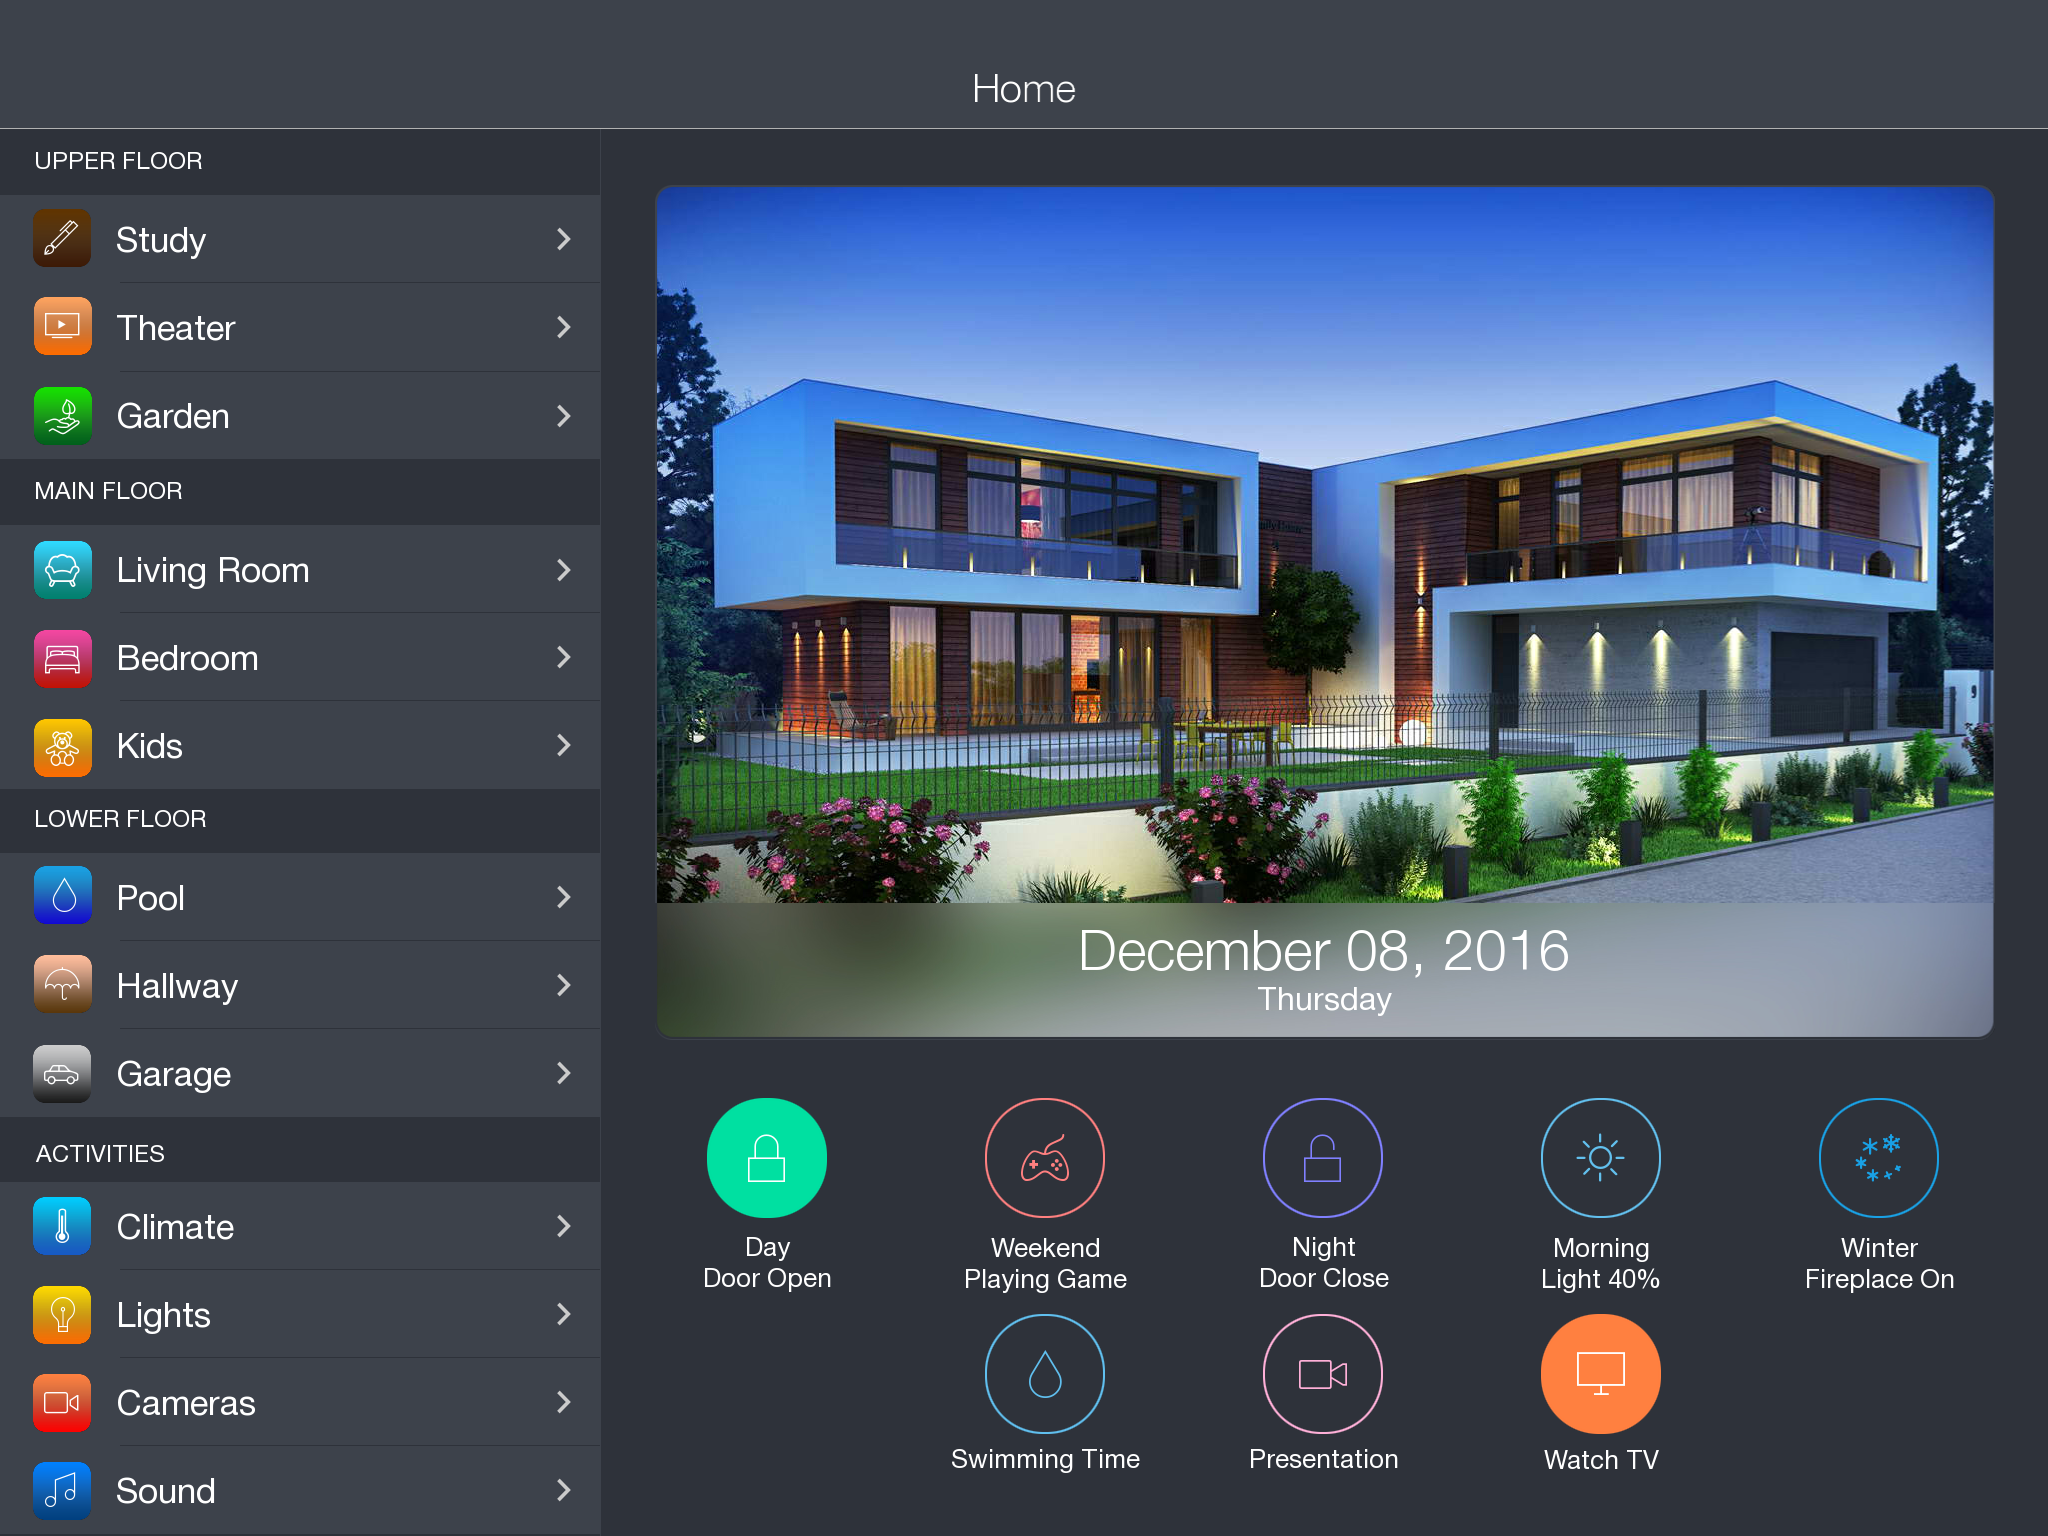 Home
UPPER FLOOR
Study
Theater
Garden
MAIN FLOOR
Living Room
Bedroom
Kids
LOWER FLOOR
Pool
Hallway
Garage
ACTIVITIES
Climate
Lights
Cameras
Sound
December 08, 2016
Thursday
Day
Door Open
Weekend
Playing Game
Night
Door Close
Morning
Light 40%
Winter
Fireplace On
Swimming Time
Presentation
Watch TV